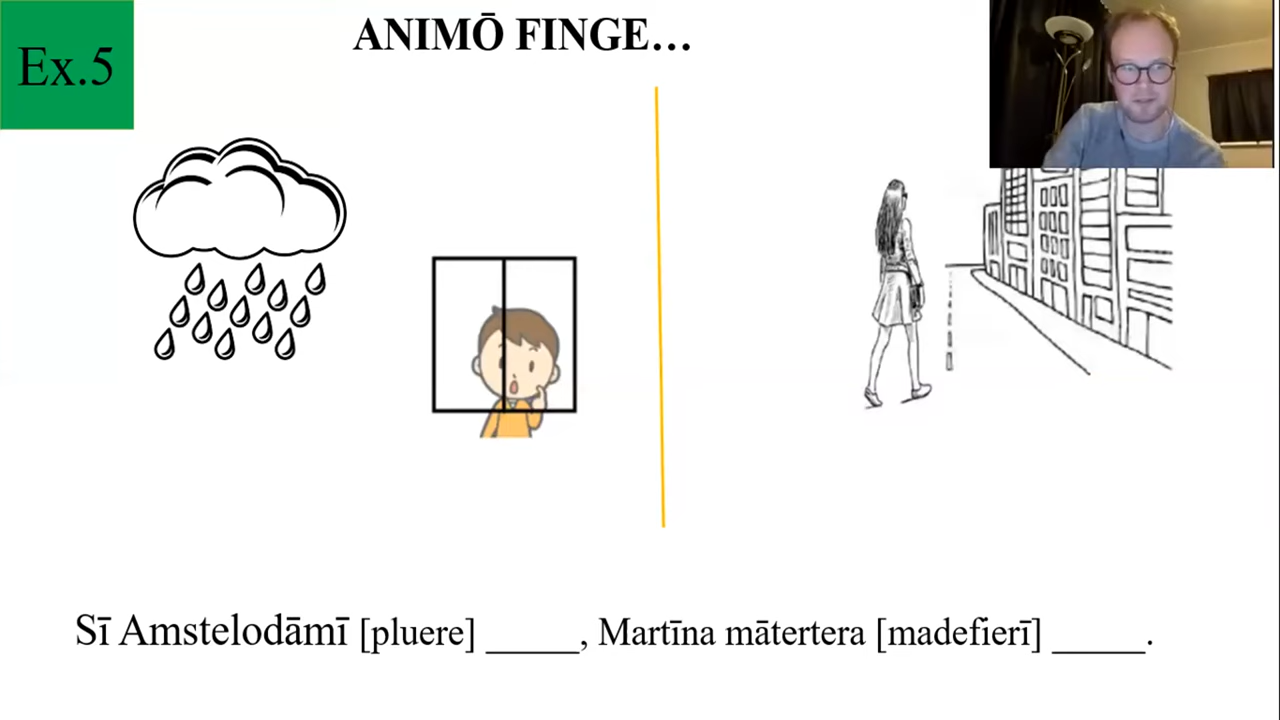 Ex.5
ANIMŌ FINGE…
Sī Amstelodāmī [pluere] _____, Martīna mātertera [madefierī] _____.